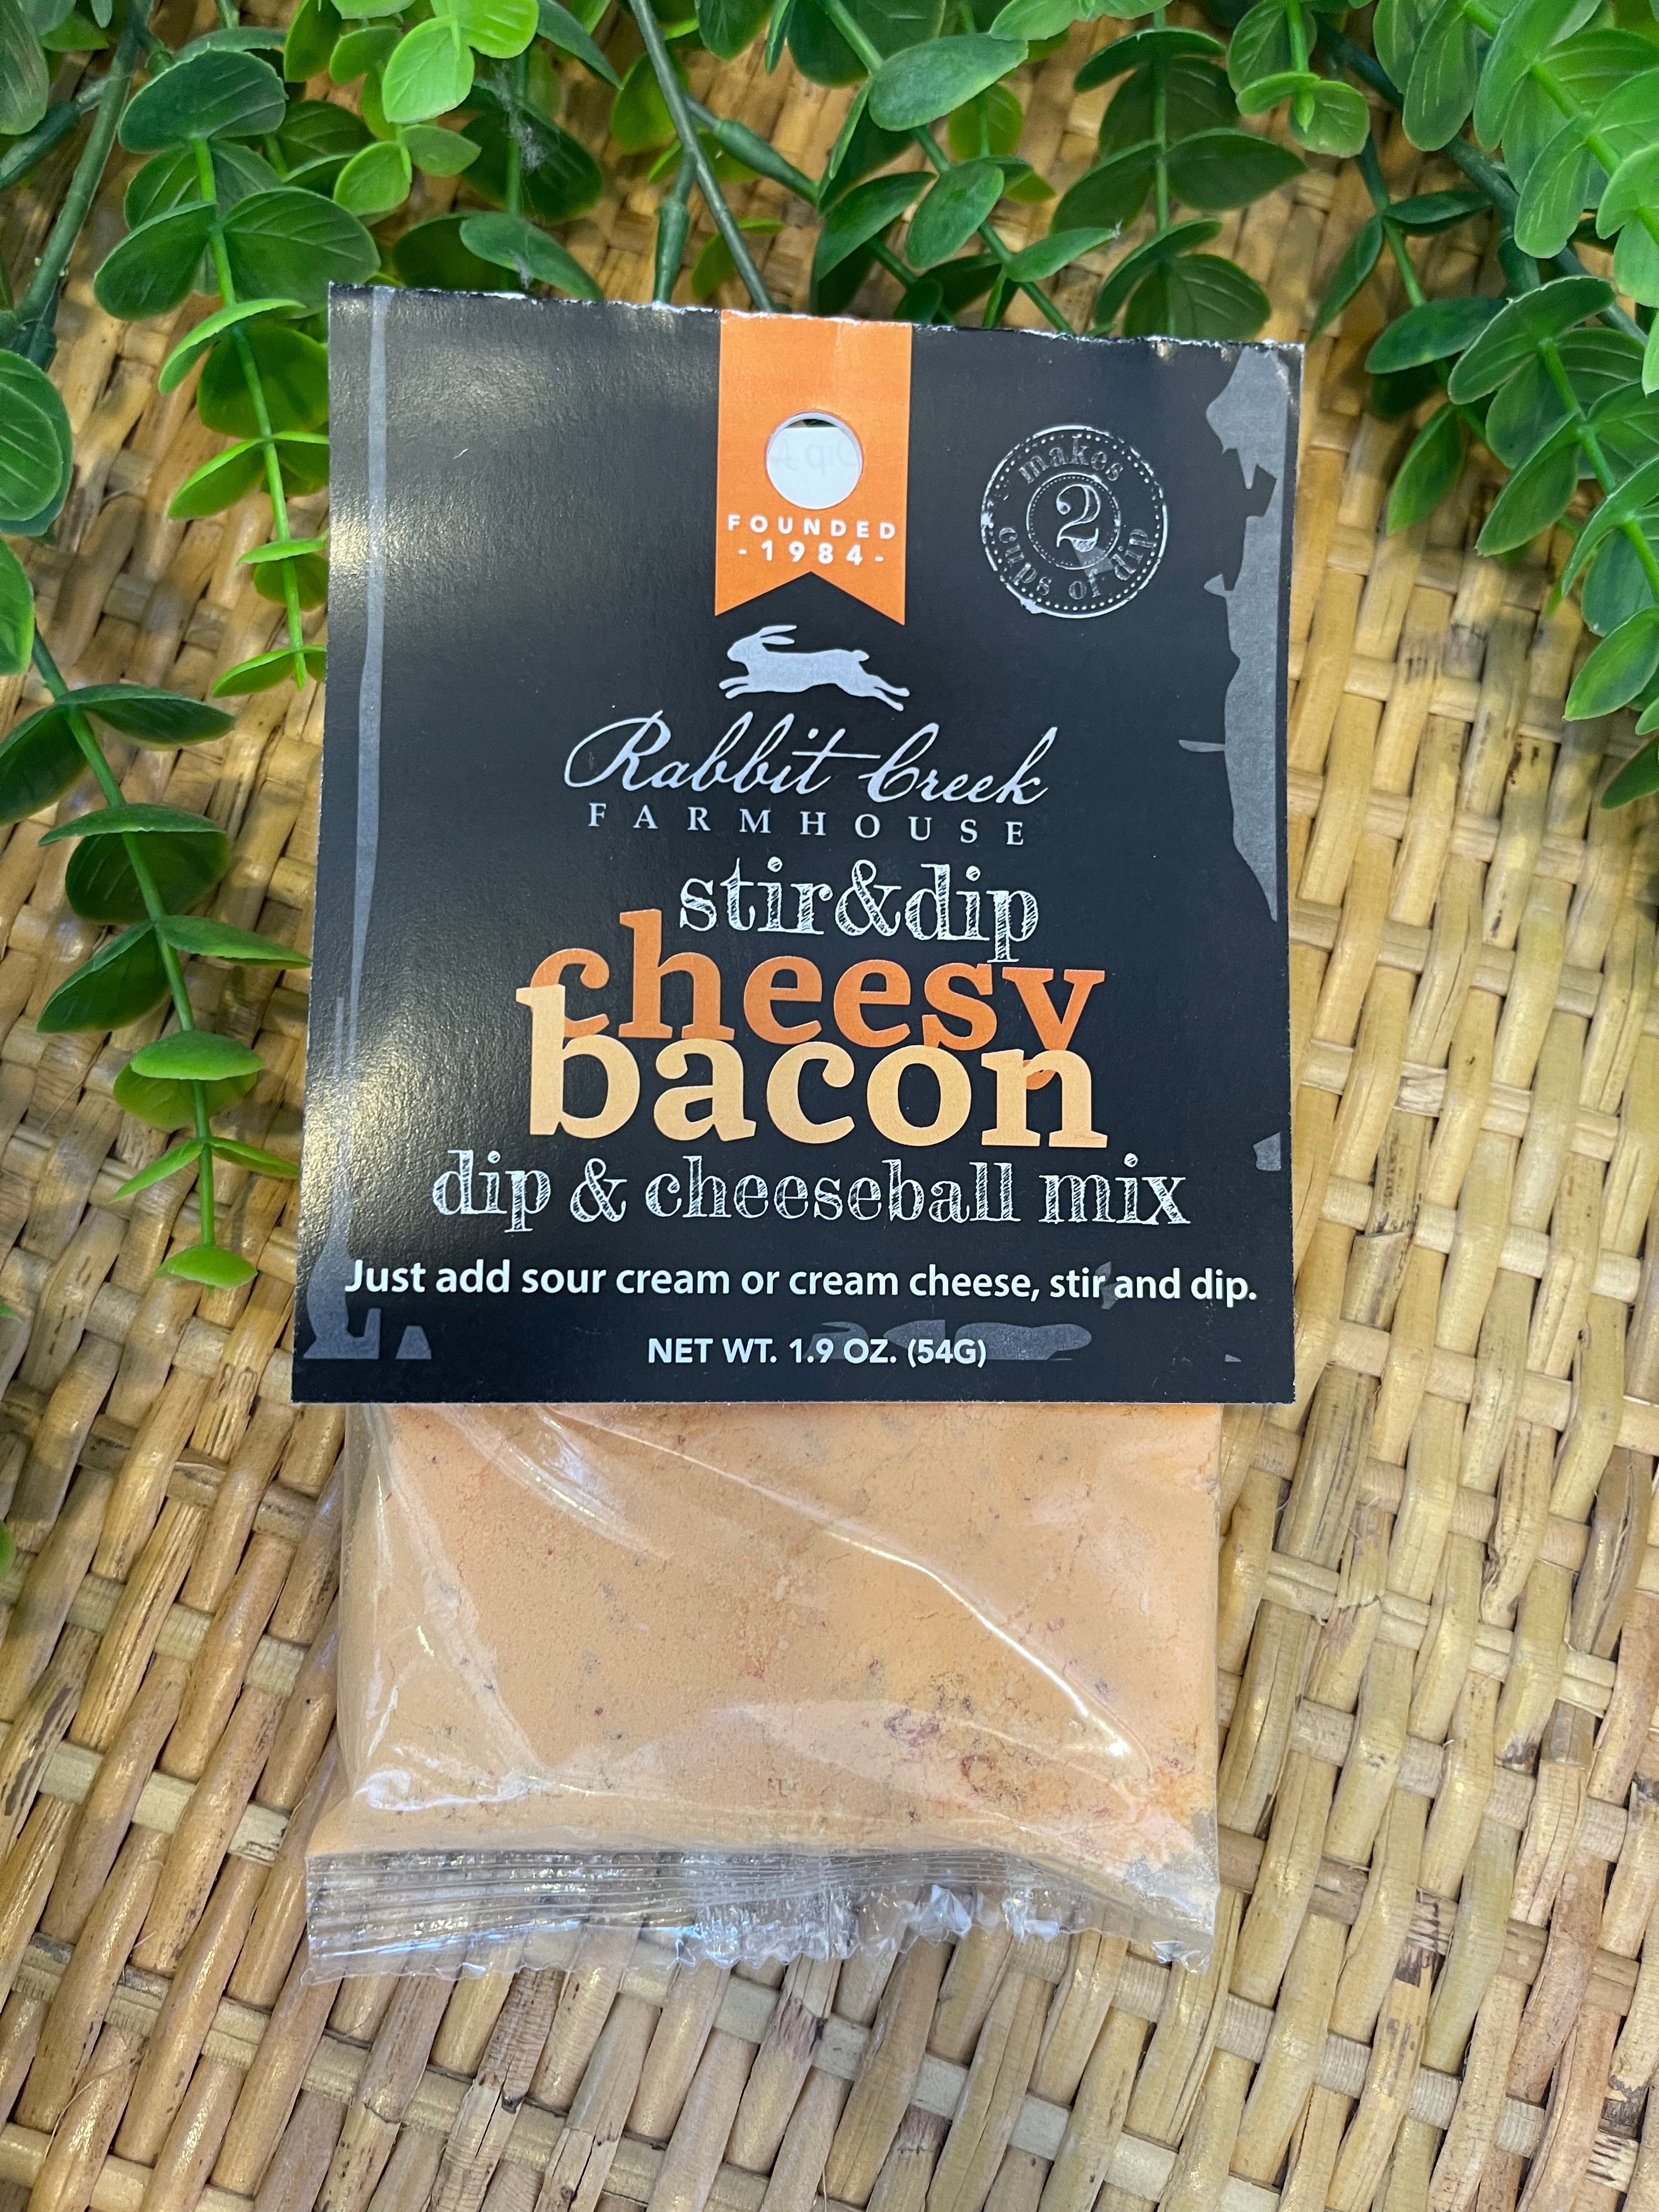 FOUNDED
- 1984 -
makes
2
cups of dip
Rabbit Creek
FARMHOUSE
stir&dip
cheesy
bacon
dip & cheeseball mix
Just add sour cream or cream cheese, stir and dip.
NET WT. 1.9 OZ. (54G)